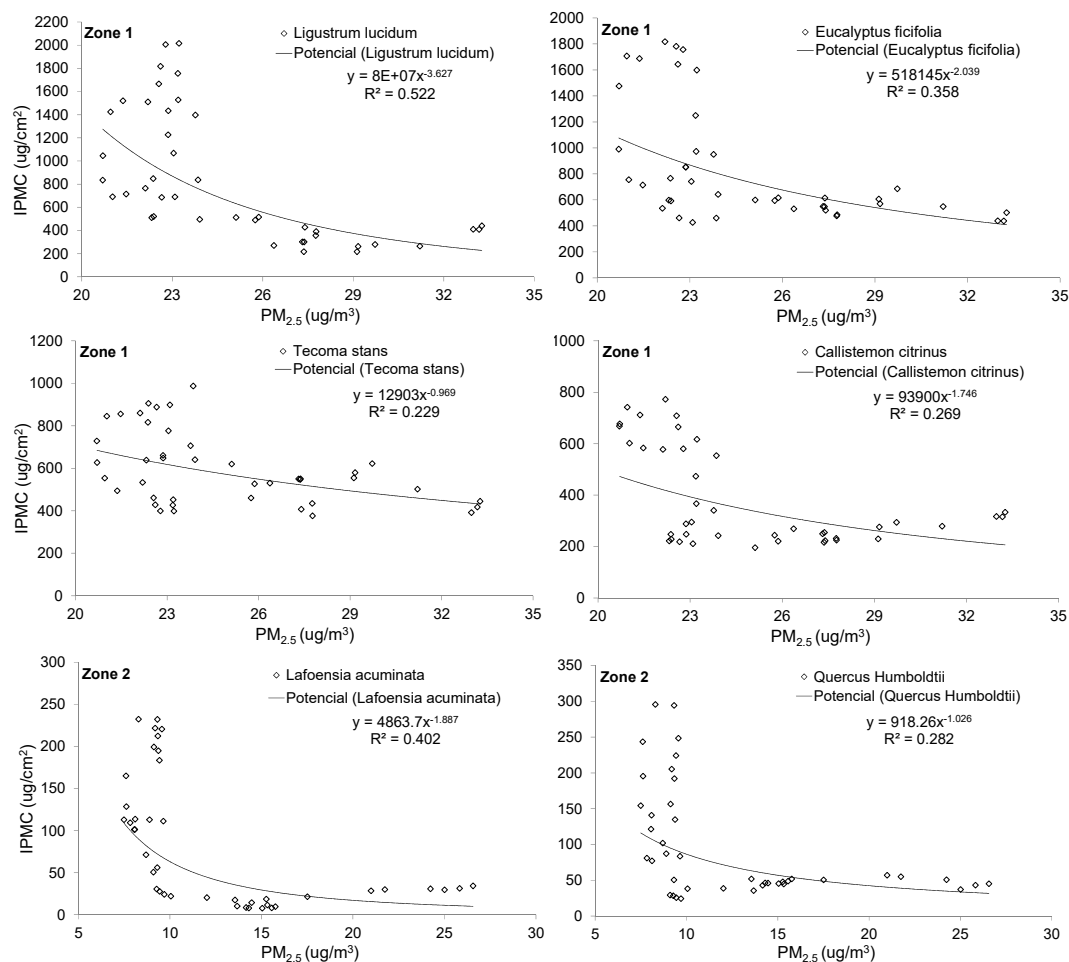 Zone 1
Ligustrum lucidum
Potencial (Ligustrum lucidum)
y = 8E+07x-3.627
R² = 0.522
IPMC (ug/cm2)
2200
2000
1800
1600
1400
1200
1000
800
600
400
200
0
20 23 26 29 32 35
PM2.5 (ug/m3)
Zone 1
Eucalyptus ficifolia
Potencial (Eucalyptus ficifolia)
y = 518145x-2.039
R² = 0.358
2000
1800
1600
1400
1200
1000
800
600
400
200
0
20 23 26 29 32 35
PM2.5 (ug/m3)
Zone 1
Tecoma stans
Potencial (Tecoma stans)
y = 12903x-0.969
R² = 0.229
IPMC (ug/cm2)
1200
1000
800
600
400
200
0
20 23 26 29 32 35
PM2.5 (ug/m3)
Zone 1
Callistemon citrinus
Potencial (Callistemon citrinus)
y = 93900x-1.746
R² = 0.269
1000
800
600
400
200
0
20 23 26 29 32 35
PM2.5 (ug/m3)
Zone 2
Lafoensia acuminata
Potencial (Lafoensia acuminata)
y = 4863.7x-1.887
R² = 0.402
IPMC (ug/cm2)
300
250
200
150
100
50
0
5 10 15 20 25 30
PM2.5 (ug/m3)
Zone 2
Quercus Humboldtii
Potencial (Quercus Humboldtii)
y = 918.26x-1.026
R² = 0.282
350
300
250
200
150
100
50
0
5 10 15 20 25 30
PM2.5 (ug/m3)